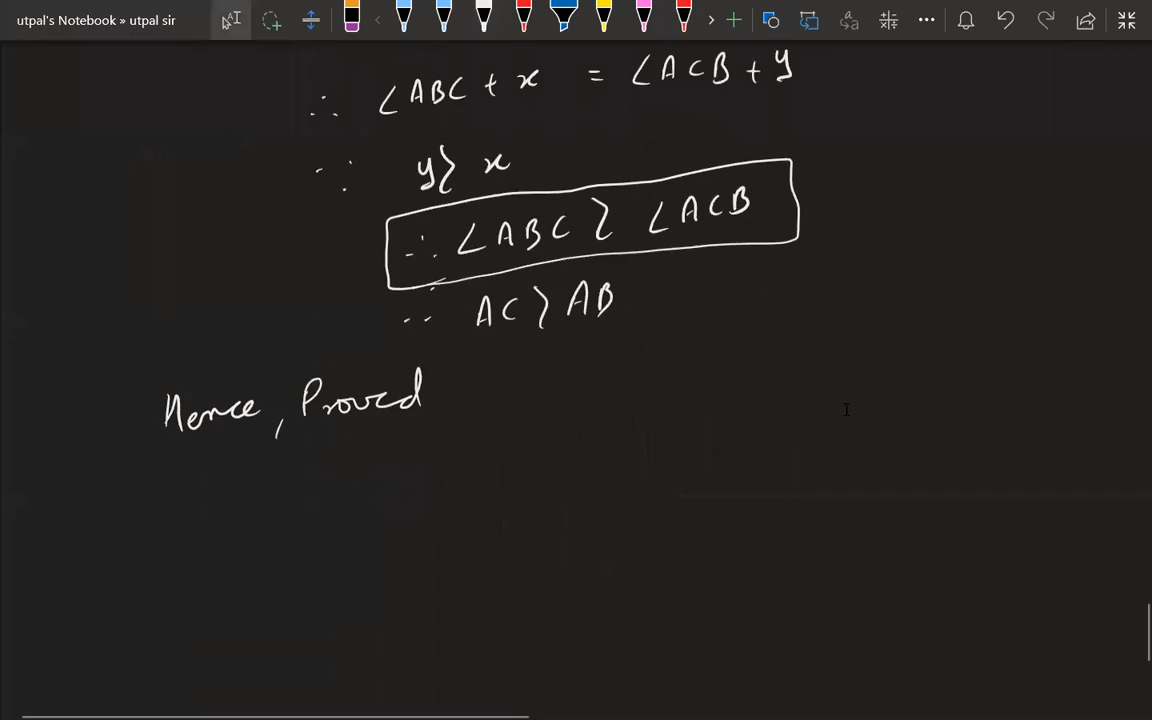 utpal's Notebook » utpal sir
∴ ∠ABC + x = ∠ACB + y
∵ y > x
∴ ∠ABC > ∠ACB
∴ AC > AB
Hence, Proved